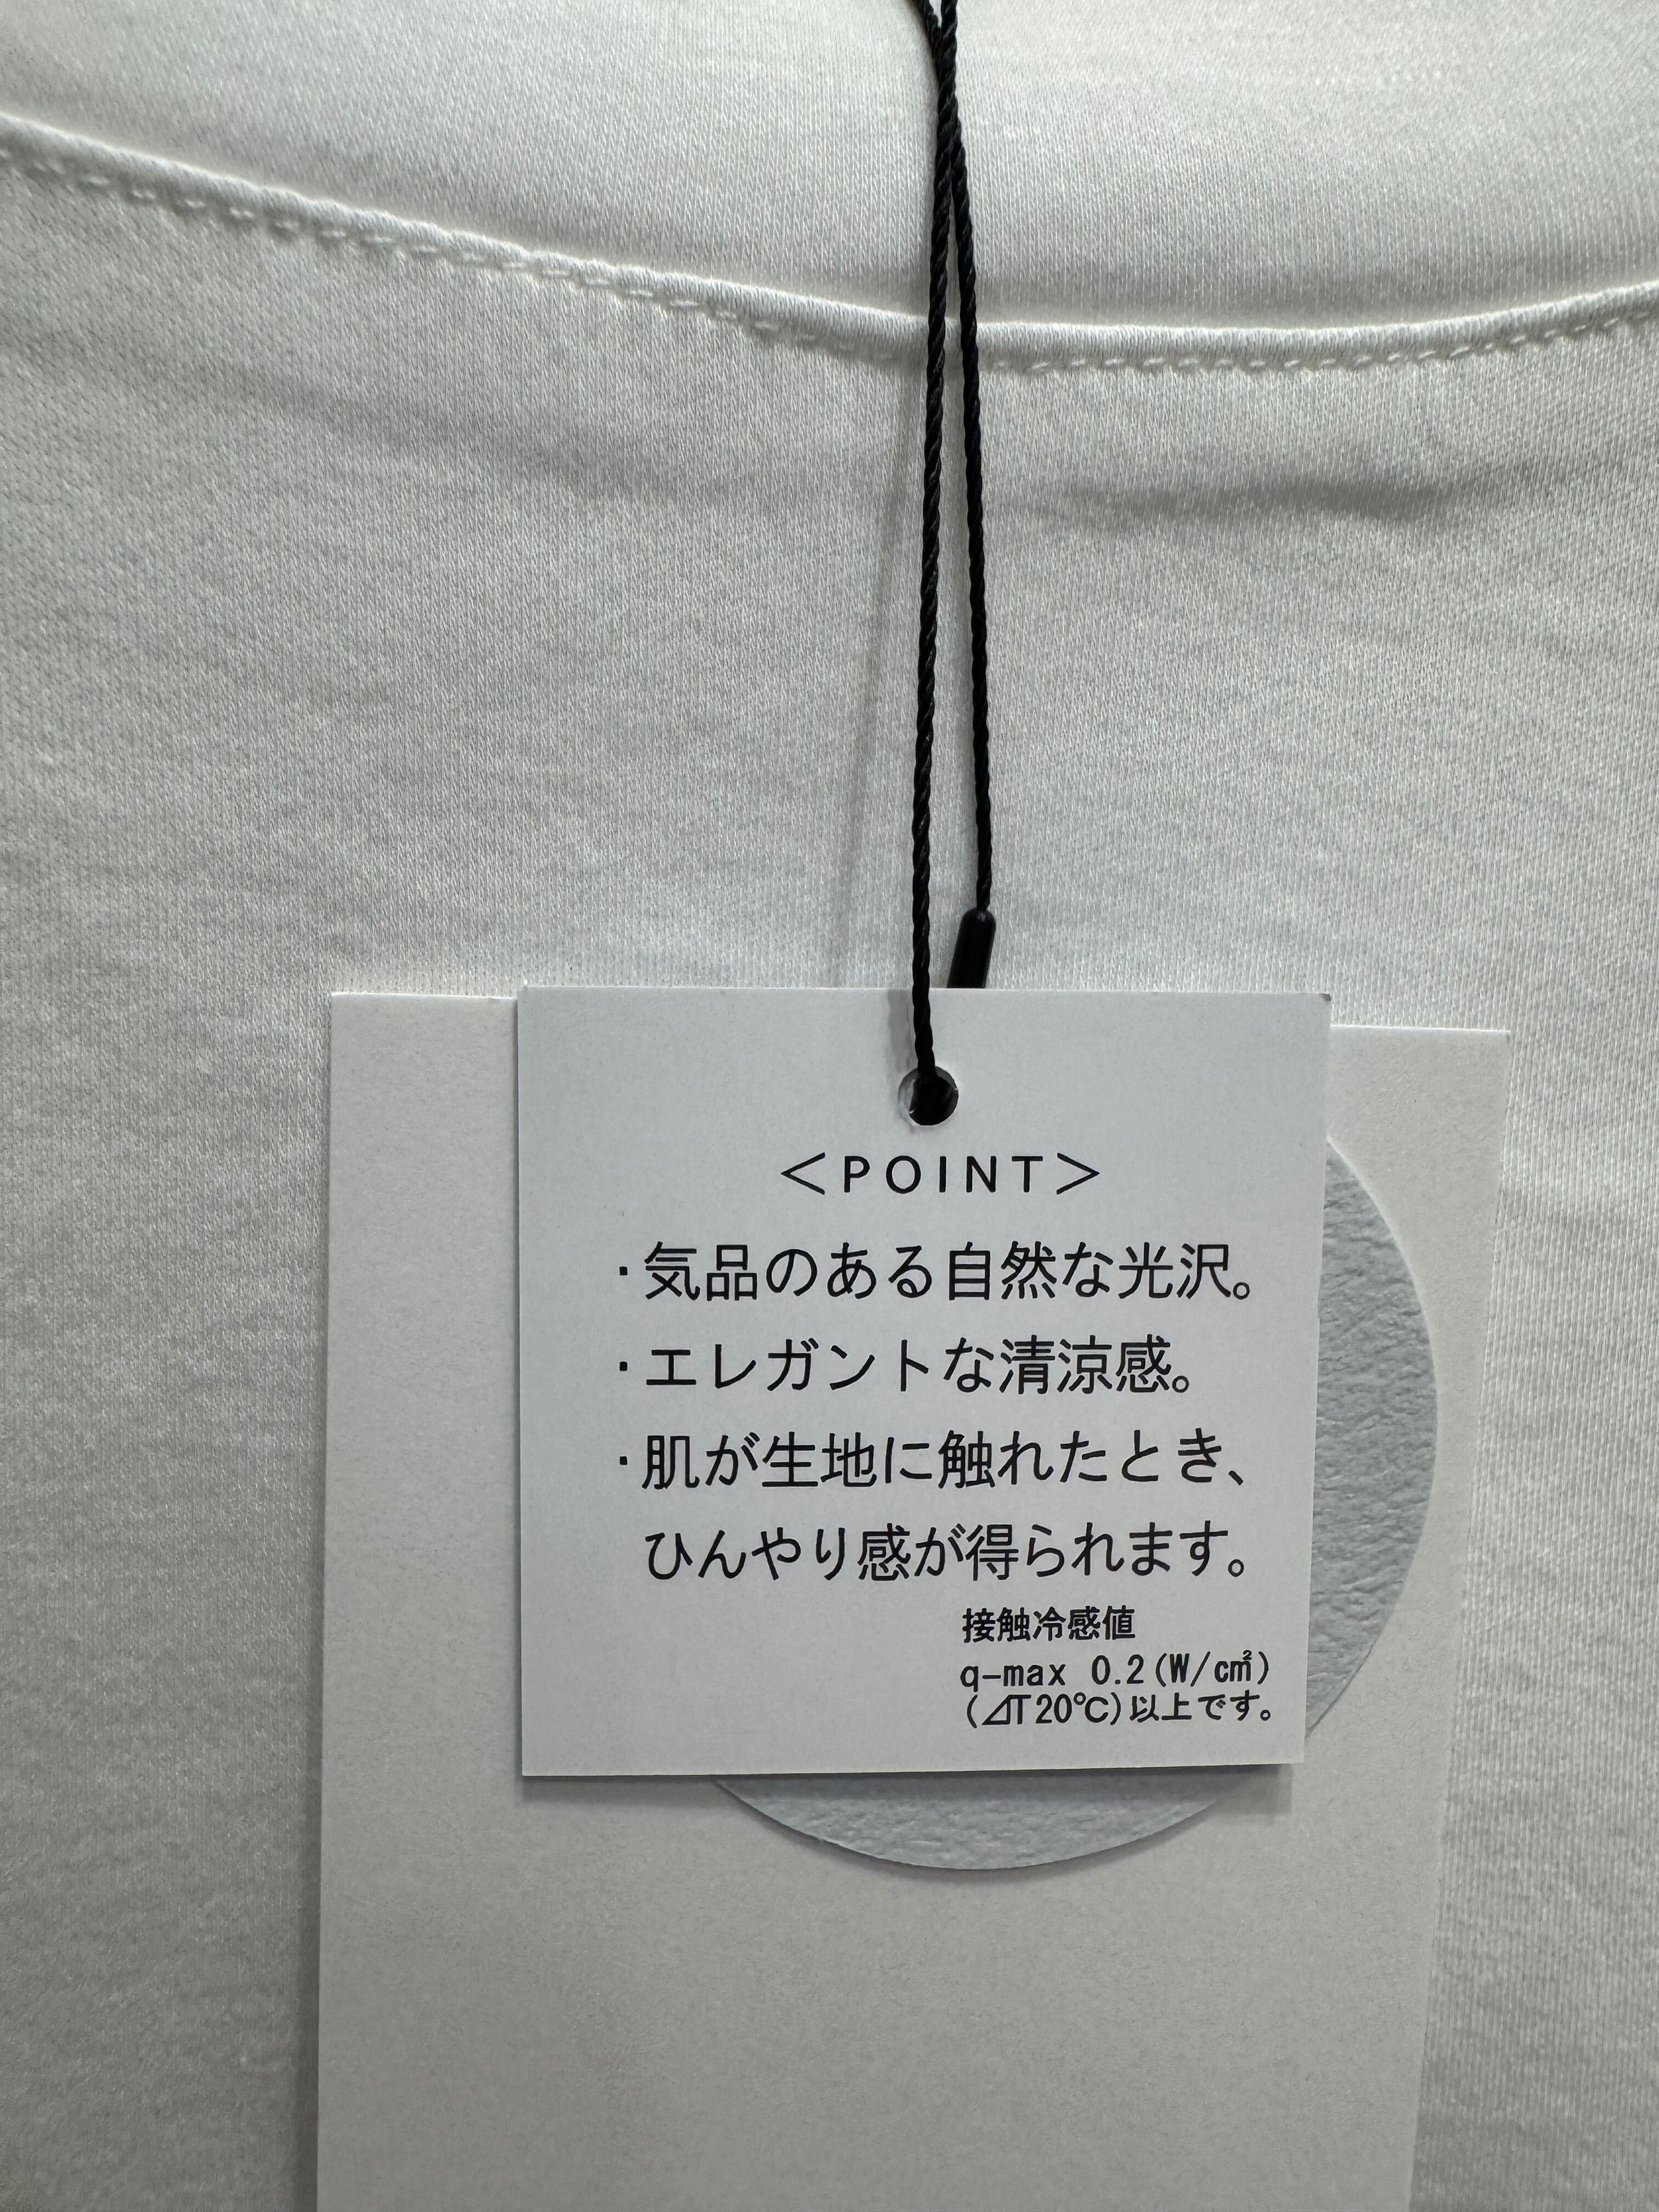 ＜POINT＞
・気品のある自然な光沢。
・エレガントな清涼感。
・肌が生地に触れたとき、
ひんやり感が得られます。
接触冷感値
q-max 0.2(W/c㎡)
(⊿T20℃)以上です。